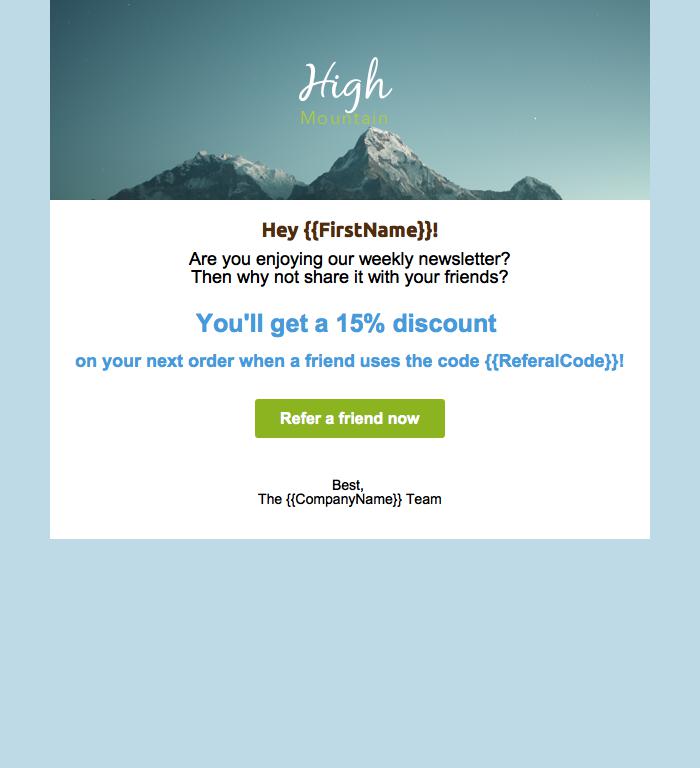 High
Mountain
Hey {{FirstName}}!
Are you enjoying our weekly newsletter?
Then why not share it with your friends?
You'll get a 15% discount
on your next order when a friend uses the code {{ReferalCode}}!
Refer a friend now
Best,
The {{CompanyName}} Team